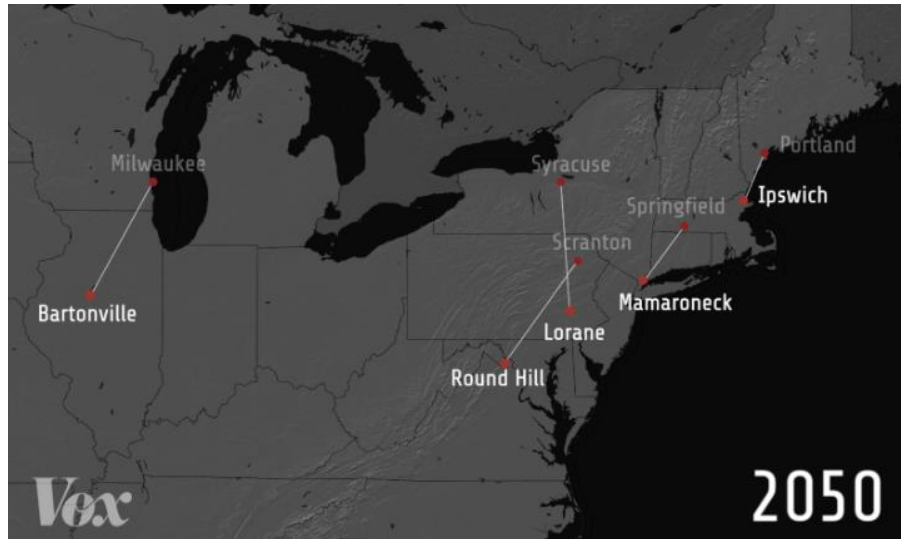 Milwaukee
Syracuse
Portland
Ipswich
Springfield
Scranton
Bartonville
Mamaroneck
Lorane
Round Hill
Vox
2050